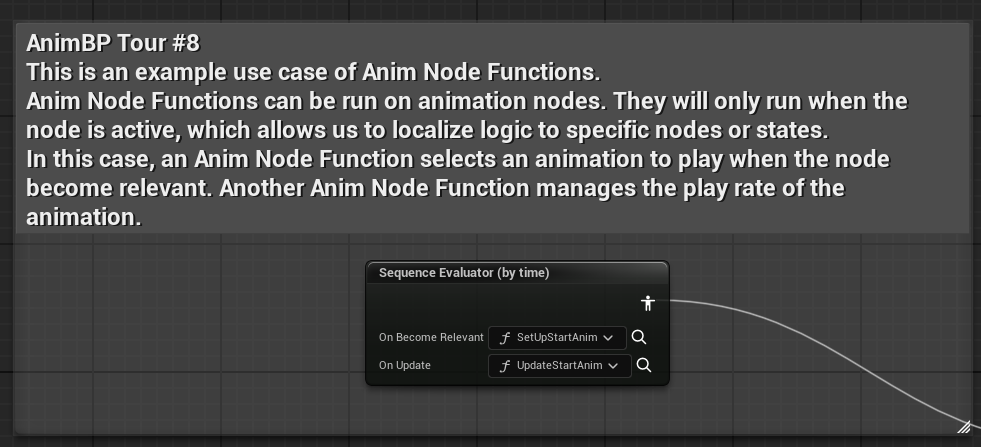 AnimBP Tour #8
This is an example use case of Anim Node Functions.
Anim Node Functions can be run on animation nodes. They will only run when the
node is active, which allows us to localize logic to specific nodes or states.
In this case, an Anim Node Function selects an animation to play when the node
become relevant. Another Anim Node Function manages the play rate of the
animation.
Sequence Evaluator (by time)
On Become Relevant SetUpStartAnim
On Update UpdateStartAnim